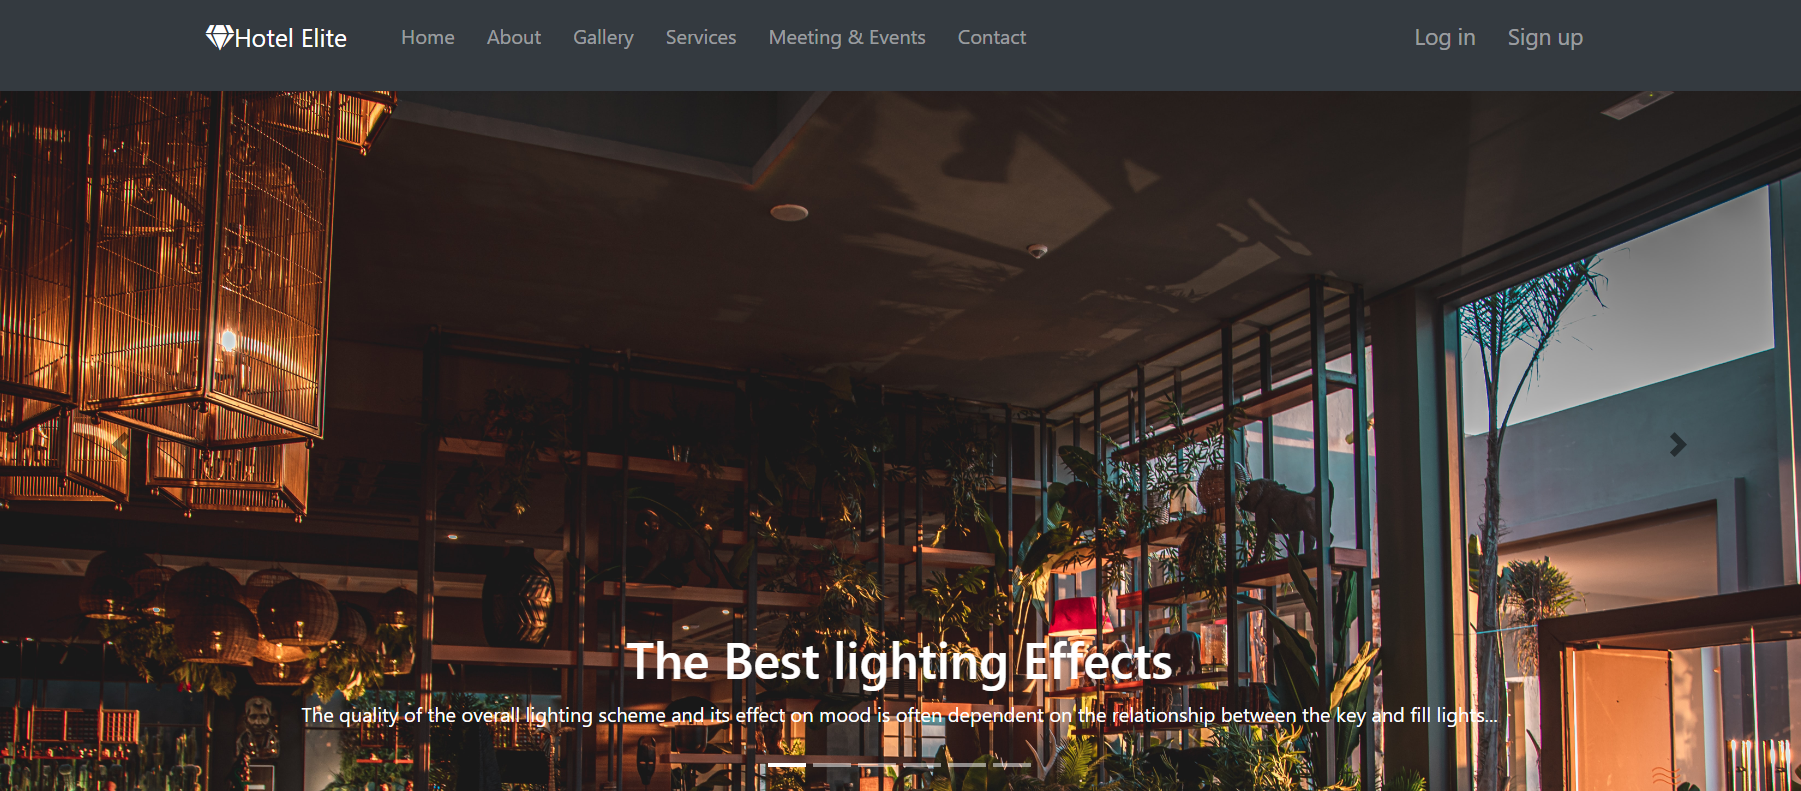 Hotel Elite Home About Gallery Services Meeting & Events Contact Log in Sign up
The Best lighting Effects
The quality of the overall lighting scheme and its effect on mood is often dependent on the relationship between the key and fill lights...